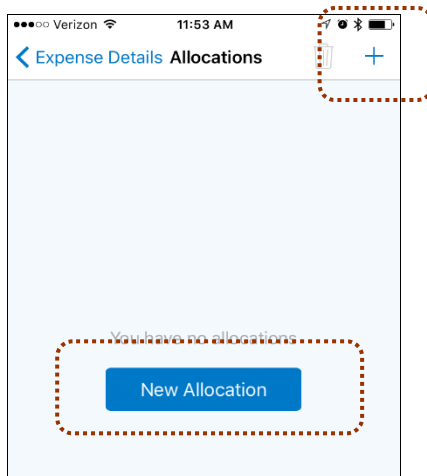 Verizon 11:53 AM
Expense Details Allocations +
You have no allocations
New Allocation